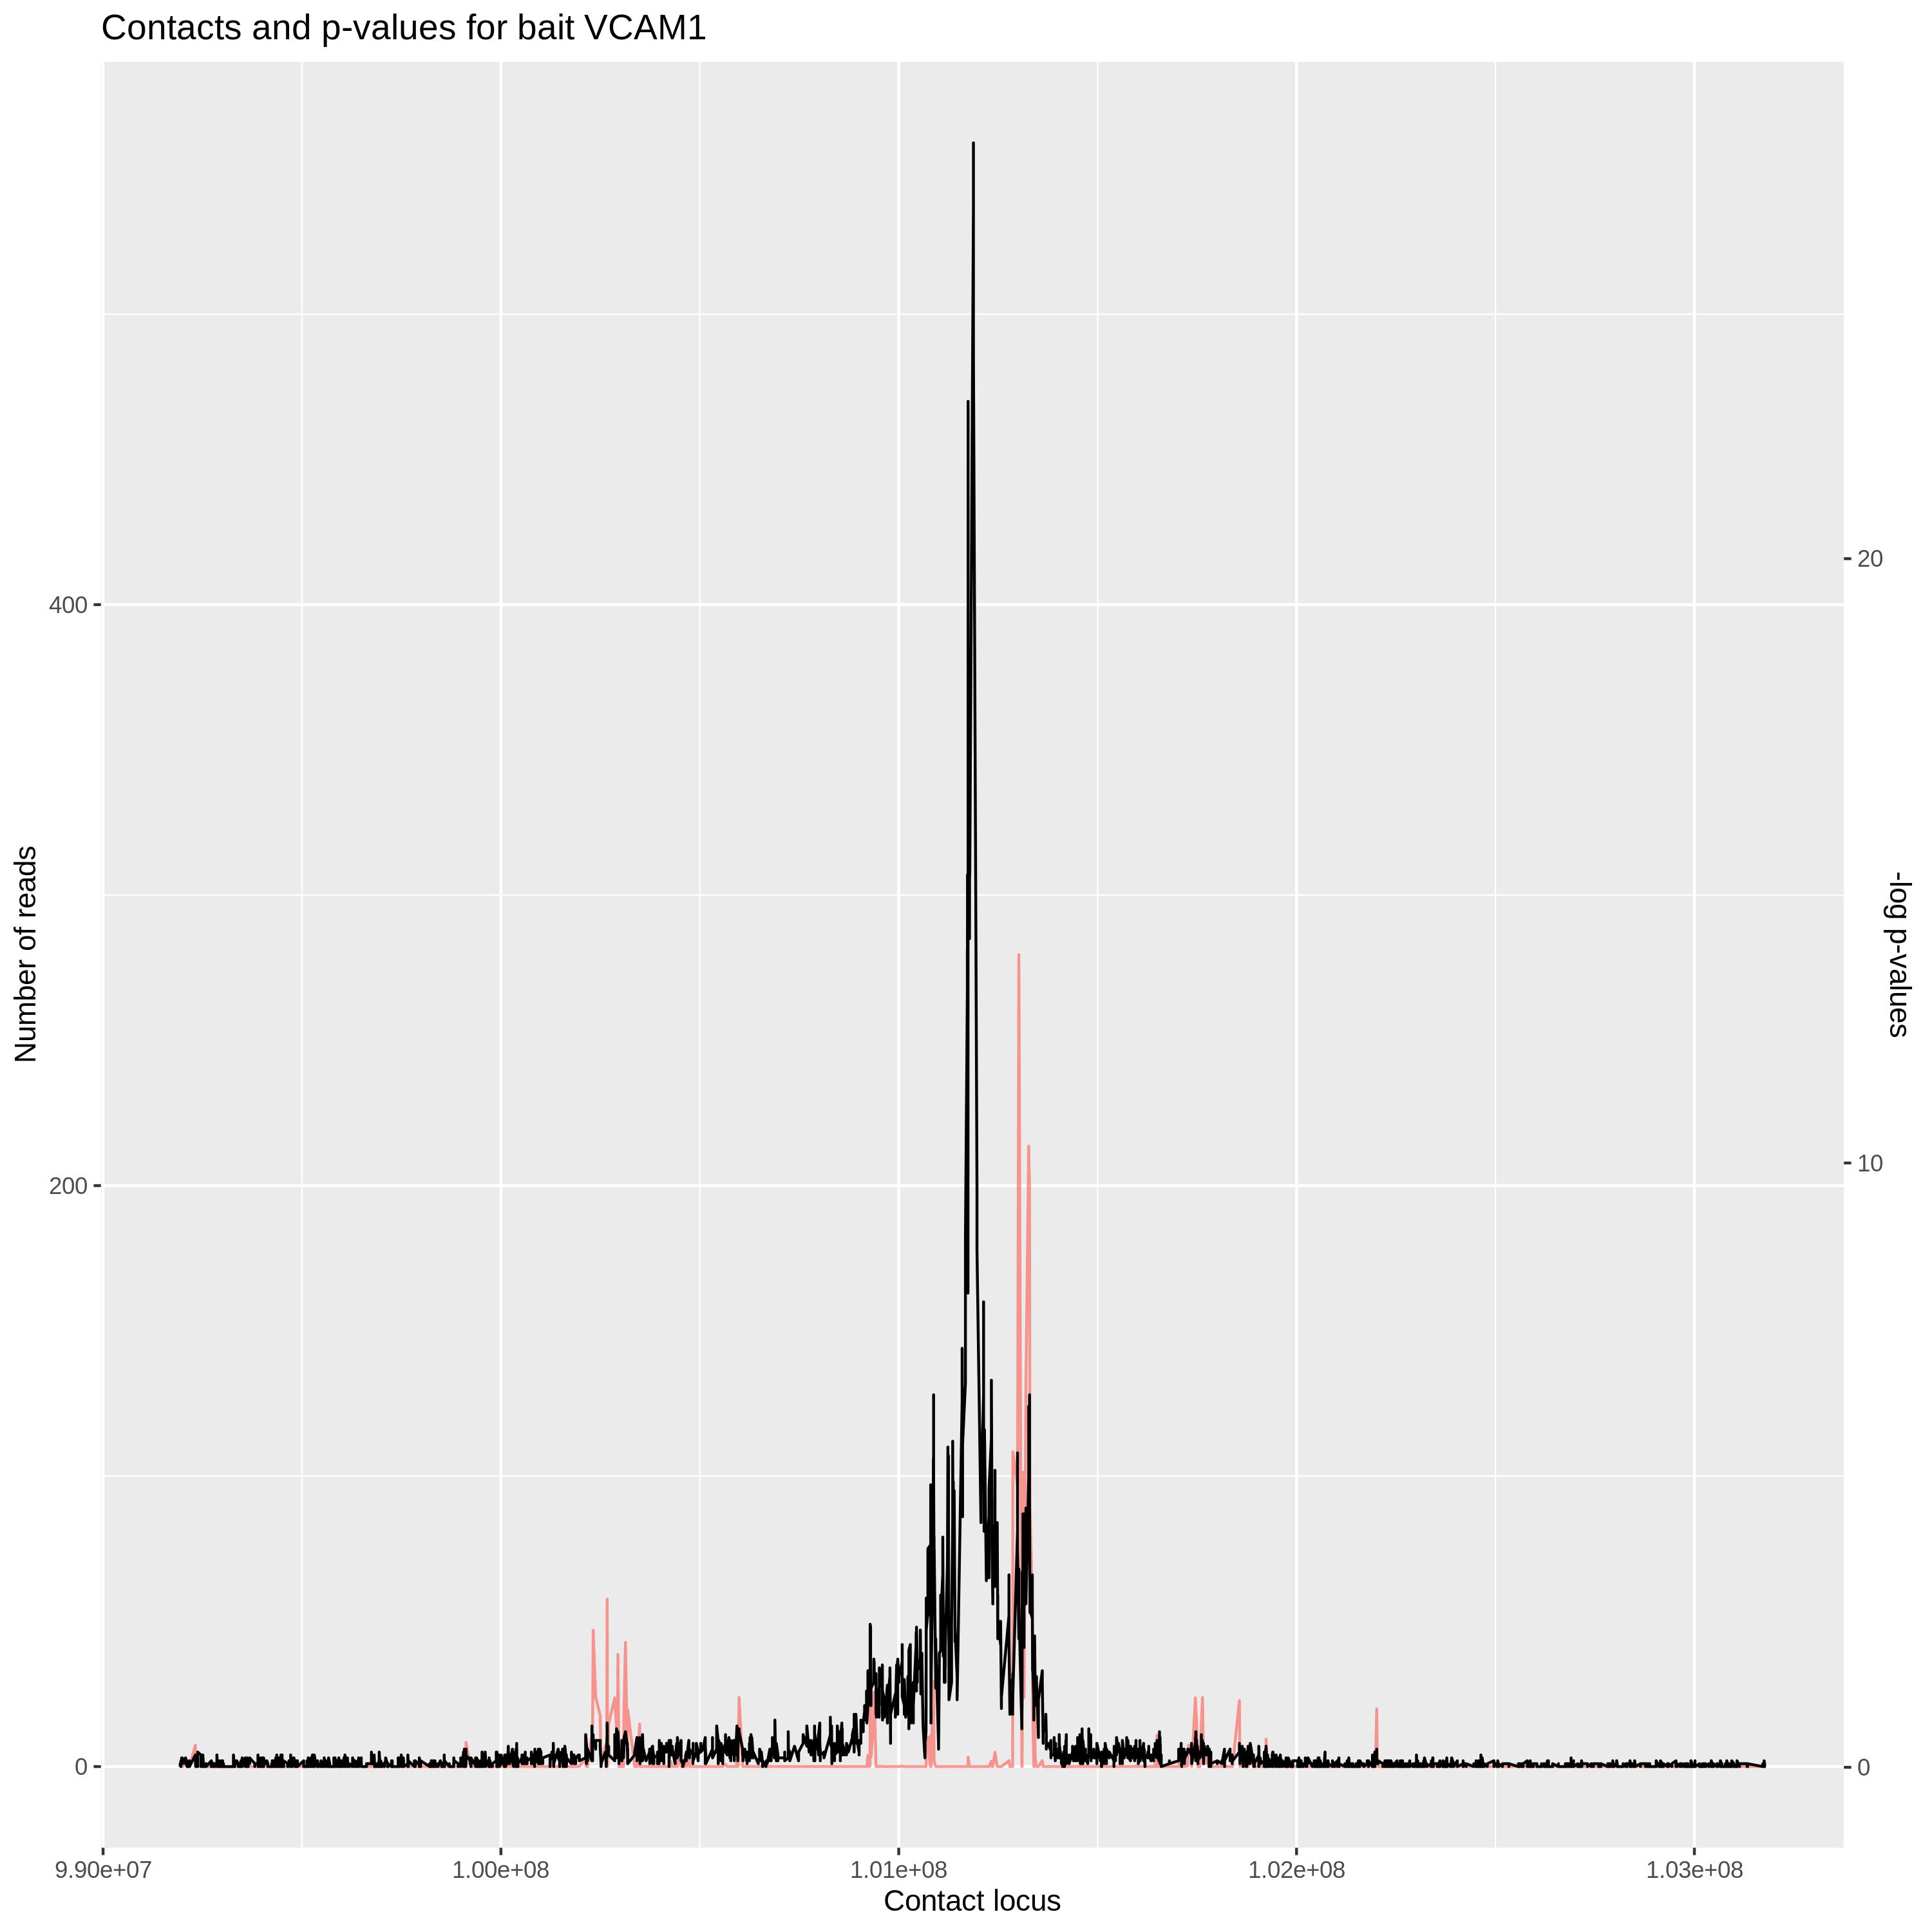 Contacts and p-values for bait VCAM1
Number of reads
400
200
0
20
10
0
-log p-values
9.90e+07 1.00e+08 1.01e+08 1.02e+08 1.03e+08
Contact locus